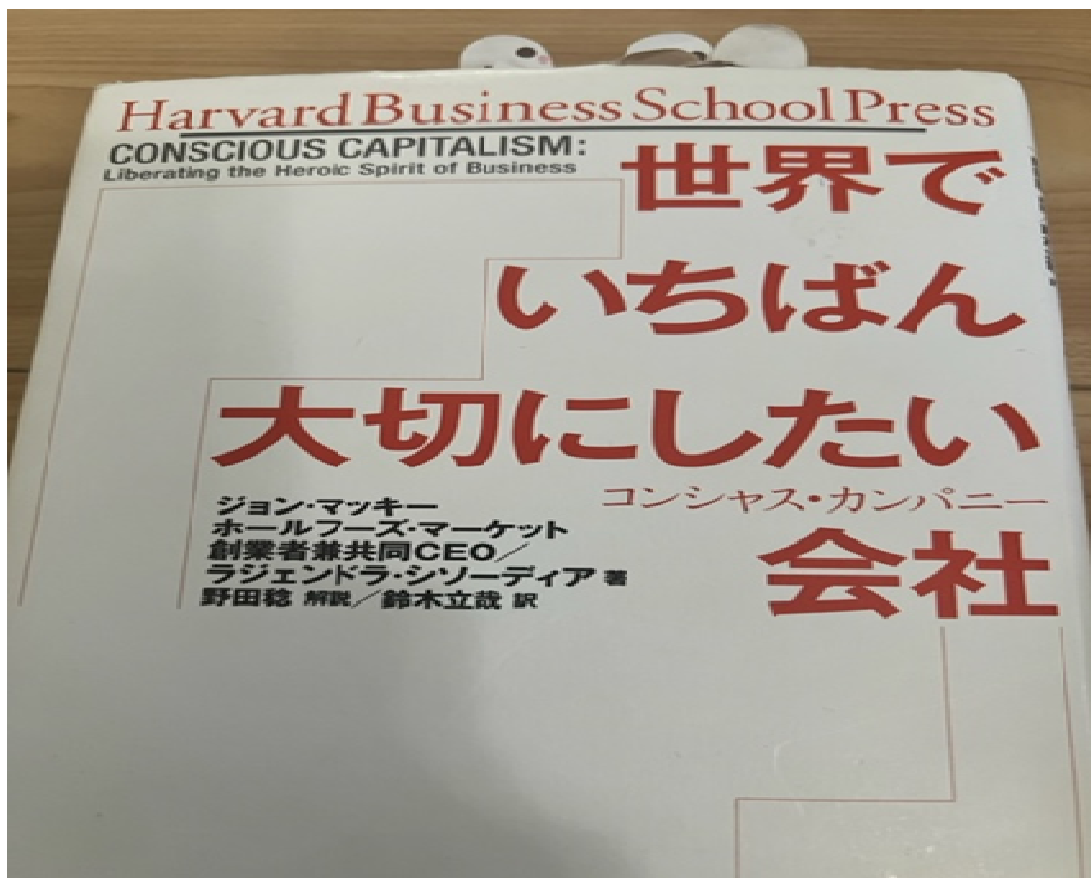 Harvard Business School Press
CONSCIOUS CAPITALISM:
Liberating the Heroic Spirit of Business
世界で
いちばん
大切にしたい
コンシャス・カンパニー
会社
ジョン・マッキー
ホールフーズ・マーケット
創業者兼共同CEO／
ラジェンドラ・シソーディア 著
野田稔 解説／鈴木立哉 訳